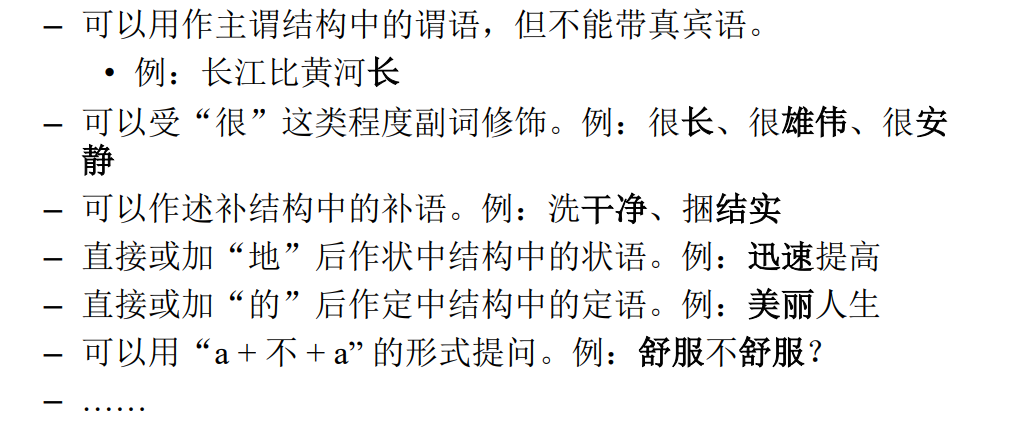 – 可以用作主谓结构中的谓语，但不能带真宾语。
• 例：长江比黄河长
– 可以受“很”这类程度副词修饰。例：很长、很雄伟、很安
静
– 可以作述补结构中的补语。例：洗干净、捆结实
– 直接或加“地”后作状中结构中的状语。例：迅速提高
– 直接或加“的”后作定中结构中的定语。例：美丽人生
– 可以用“a + 不 + a” 的形式提问。例：舒服不舒服？
– ……